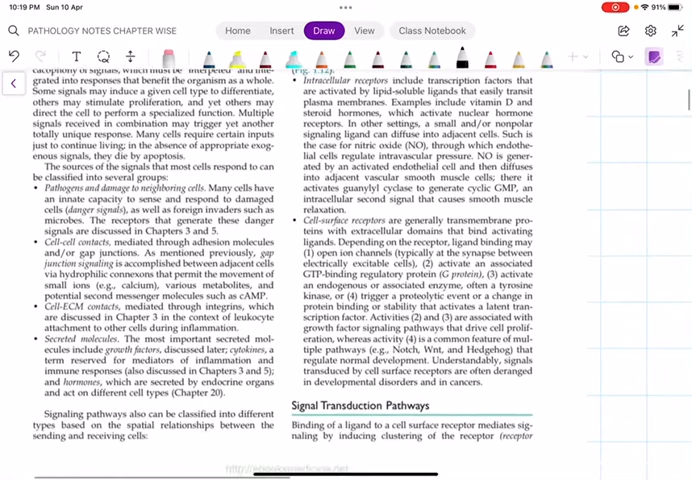 10:19 PM Sun 10 Apr
91%
PATHOLOGY NOTES CHAPTER WISE
Home Insert Draw View Class Notebook
cacophony of signals, which must be interpreted and inte-
grated into responses that benefit the organism as a whole.
Some signals may induce a given cell type to differentiate,
others may stimulate proliferation, and yet others may
direct the cell to perform a specialized function. Multiple
signals received in combination may trigger yet another
totally unique response. Many cells require certain inputs
just to continue living; in the absence of appropriate exog-
enous signals, they die by apoptosis.
The sources of the signals that most cells respond to can
be classified into several groups:
• Pathogens and damage to neighboring cells. Many cells have
an innate capacity to sense and respond to damaged
cells (danger signals), as well as foreign invaders such as
microbes. The receptors that generate these danger
signals are discussed in Chapters 3 and 5.
• Cell-cell contacts, mediated through adhesion molecules
and/or gap junctions. As mentioned previously, gap
junction signaling is accomplished between adjacent cells
via hydrophilic connexons that permit the movement of
small ions (e.g., calcium), various metabolites, and
potential second messenger molecules such as cAMP.
• Cell-ECM contacts, mediated through integrins, which
are discussed in Chapter 3 in the context of leukocyte
attachment to other cells during inflammation.
• Secreted molecules. The most important secreted mol-
ecules include growth factors, discussed later; cytokines, a
term reserved for mediators of inflammation and
immune responses (also discussed in Chapters 3 and 5);
and hormones, which are secreted by endocrine organs
and act on different cell types (Chapter 20).
Signaling pathways also can be classified into different
types based on the spatial relationships between the
sending and receiving cells:
(Fig. 1.12).
• Intracellular receptors include transcription factors that
are activated by lipid-soluble ligands that easily transit
plasma membranes. Examples include vitamin D and
steroid hormones, which activate nuclear hormone
receptors. In other settings, a small and/or nonpolar
signaling ligand can diffuse into adjacent cells. Such is
the case for nitric oxide (NO), through which endothe-
lial cells regulate intravascular pressure. NO is gener-
ated by an activated endothelial cell and then diffuses
into adjacent vascular smooth muscle cells; there it
activates guanylyl cyclase to generate cyclic GMP, an
intracellular second signal that causes smooth muscle
relaxation.
• Cell-surface receptors are generally transmembrane pro-
teins with extracellular domains that bind activating
ligands. Depending on the receptor, ligand binding may
(1) open ion channels (typically at the synapse between
electrically excitable cells), (2) activate an associated
GTP-binding regulatory protein (G protein), (3) activate
an endogenous or associated enzyme, often a tyrosine
kinase, or (4) trigger a proteolytic event or a change in
protein binding or stability that activates a latent tran-
scription factor. Activities (2) and (3) are associated with
growth factor signaling pathways that drive cell prolif-
eration, whereas activity (4) is a common feature of mul-
tiple pathways (e.g., Notch, Wnt, and Hedgehog) that
regulate normal development. Understandably, signals
transduced by cell surface receptors are often deranged
in developmental disorders and in cancers.
Signal Transduction Pathways
Binding of a ligand to a cell surface receptor mediates sig-
naling by inducing clustering of the receptor (receptor